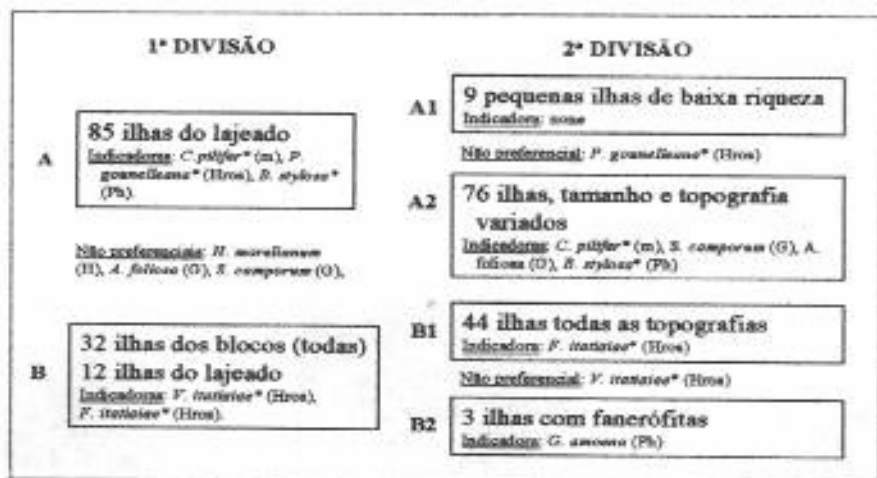 1ª DIVISÃO
2ª DIVISÃO
A
85 ilhas do lajeado
Indicadoras: C. pilifer* (m), P.
gounelleana* (Hros), B. stylosa*
(Ph).
Não preferenciais: H. morelianum
(H), A. foliosa (G), S. camporum (G),
B
32 ilhas dos blocos (todas)
12 ilhas do lajeado
Indicadoras: V. itatiaiae* (Hros),
F. itatiaiae* (Hros).
A1
9 pequenas ilhas de baixa riqueza
Indicadora: none
Não preferencial: P. gounelleana* (Hros)
A2
76 ilhas, tamanho e topografia
variados
Indicadoras: C. pilifer* (m), S. camporum (G), A.
foliosa (G), B. stylosa* (Ph)
B1
44 ilhas todas as topografias
Indicadora: F. itatiaiae* (Hros)
Não preferencial: V. itatiaiae* (Hros)
B2
3 ilhas com fanerófitas
Indicadora: G. amoena (Ph)